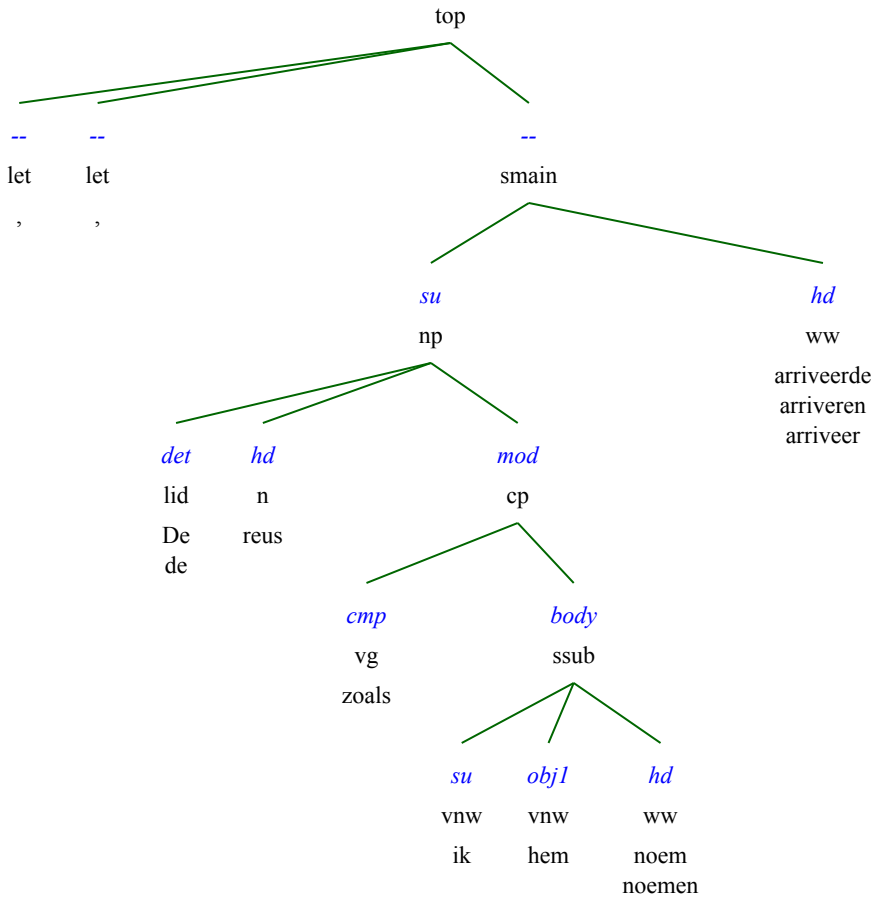 top
-- -- --
let let smain
, ,
su hd
np ww
arriveerde
arriveren
arriveer
det hd mod
lid n cp
De reus
de
cmp body
vg ssub
zoals
su obj1 hd
vnw vnw ww
ik hem noem
noemen